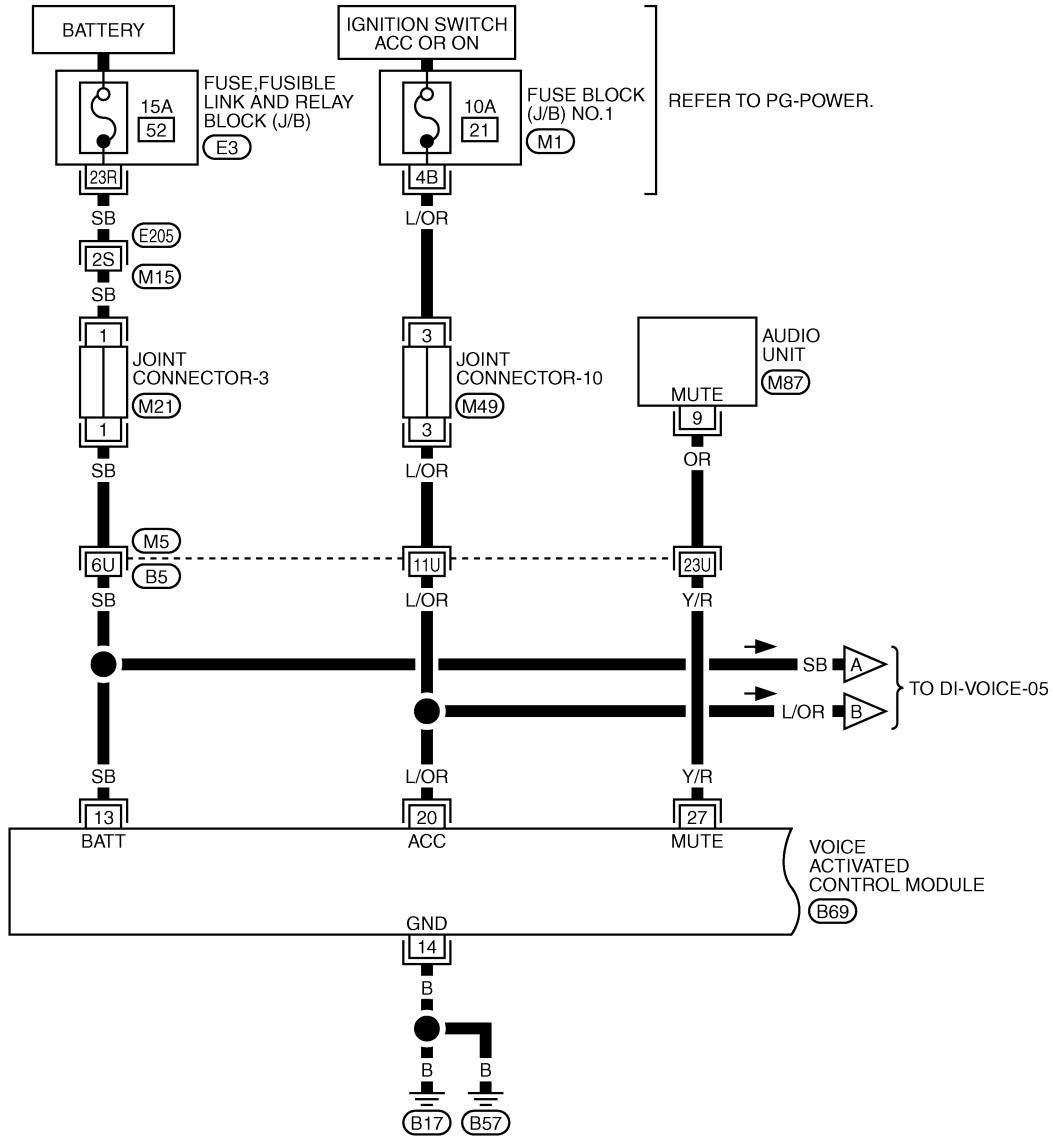 BATTERY
IGNITION SWITCH
ACC OR ON
FUSE,FUSIBLE
LINK AND RELAY
BLOCK (J/B)
E3
15A
52
10A
21
FUSE BLOCK
(J/B) NO.1
M1
REFER TO PG-POWER.
23R
4B
SB
L/OR
E205
2S
M15
SB
1
3
JOINT
CONNECTOR-3
M21
JOINT
CONNECTOR-10
M49
AUDIO
UNIT
M87
MUTE
1
3
9
SB
L/OR
OR
M5
6U
11U
23U
B5
SB
L/OR
Y/R
SB
A
TO DI-VOICE-05
L/OR
B
SB
L/OR
Y/R
13
20
27
BATT
ACC
MUTE
VOICE
ACTIVATED
CONTROL MODULE
B69
GND
14
B
B
B
B17
B57